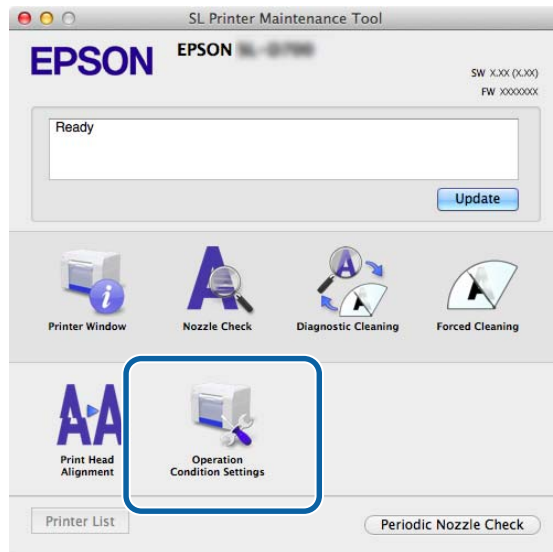 SL Printer Maintenance Tool
EPSON
EPSON
SW X.XX (X.XX)
FW XXXXXXX
Ready
Update
Printer Window
Nozzle Check
Diagnostic Cleaning
Forced Cleaning
Print Head
Alignment
Operation
Condition Settings
Printer List
Periodic Nozzle Check